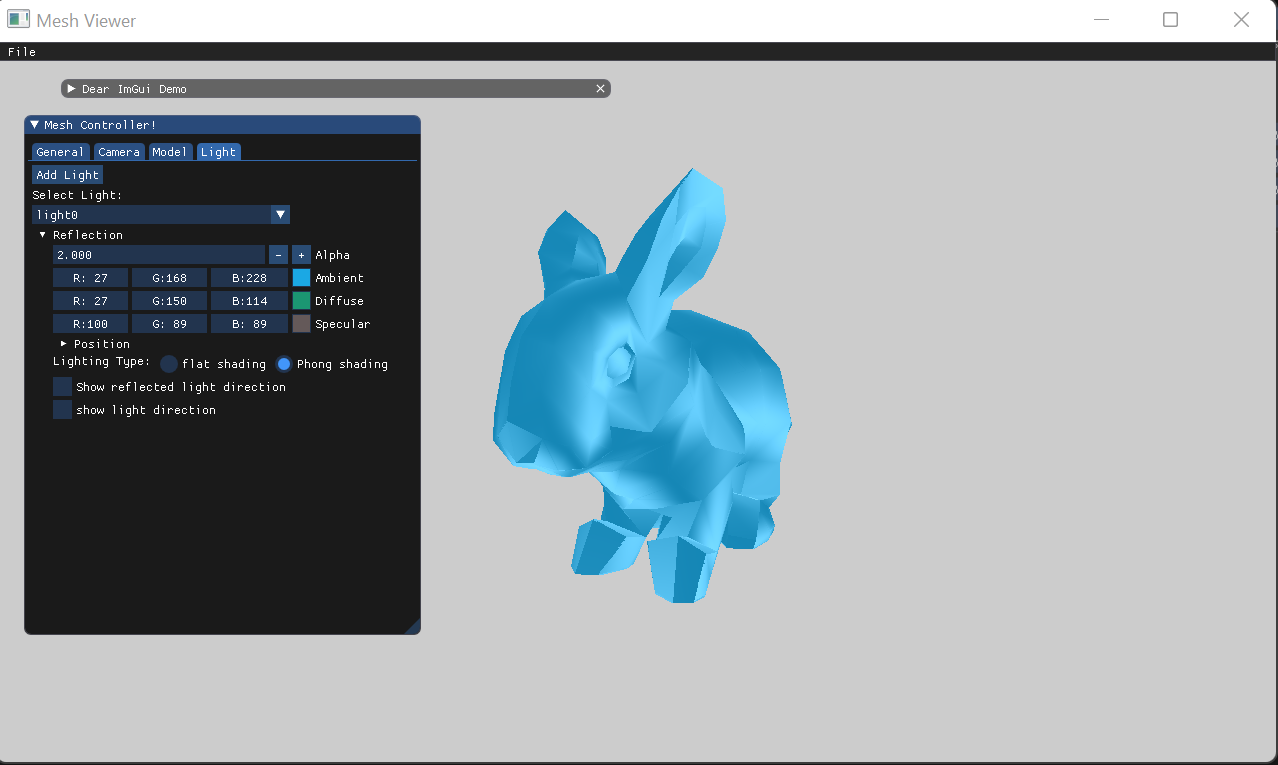 Mesh Viewer
File
Dear ImGui Demo
Mesh Controller!
General Camera Model Light
Add Light
Select Light:
light0
Reflection
2.000 - + Alpha
R: 27 G:168 B:228 Ambient
R: 27 G:150 B:114 Diffuse
R:100 G: 89 B: 89 Specular
Position
Lighting Type: flat shading Phong shading
Show reflected light direction
show light direction